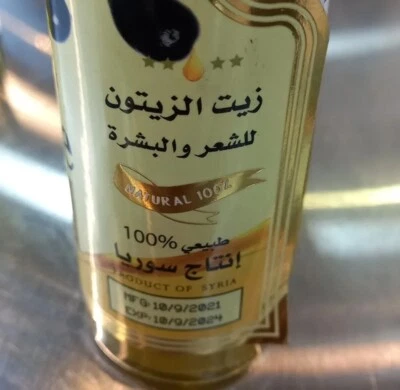 زيت الزيتون
للشعر والبشرة
NATURAL 100%
طبيعي %100
إنتاج سوريا
PRODUCT OF SYRIA
MFG:10/9/2021
EXP:10/9/2024